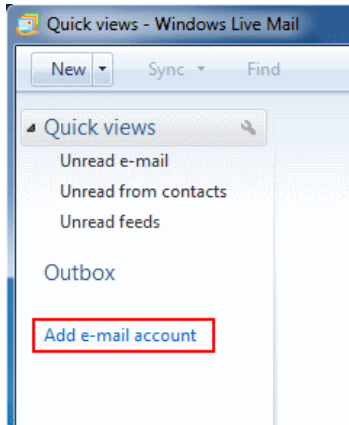 Quick views - Windows Live Mail
New Sync Find
Quick views
Unread e-mail
Unread from contacts
Unread feeds
Outbox
Add e-mail account